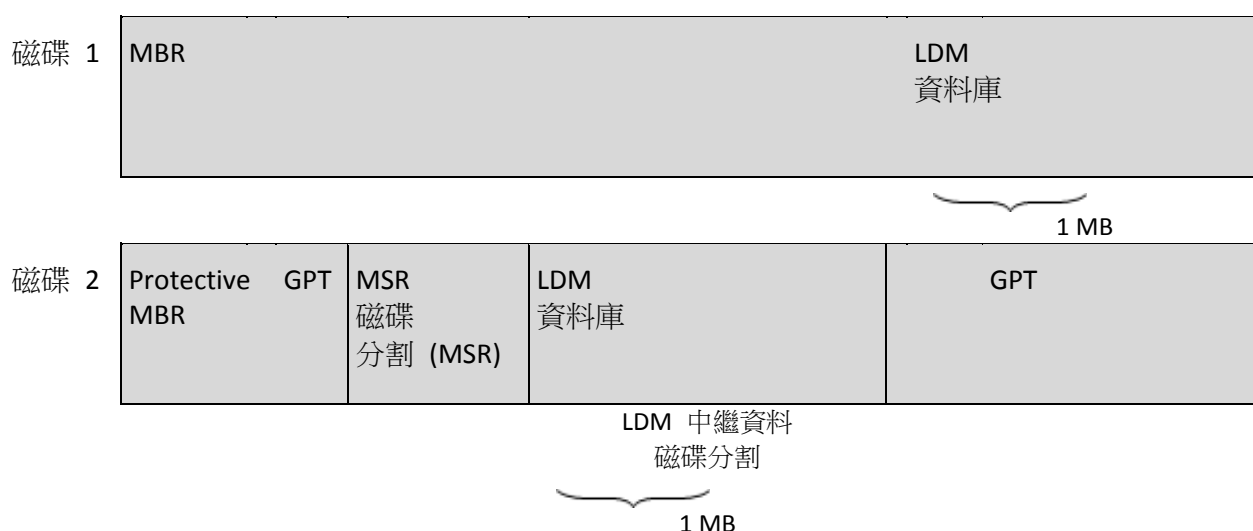 磁碟 1
MBR
LDM
資料庫
1 MB
磁碟 2
Protective GPT
MBR
MSR
磁碟
分割 (MSR)
LDM
資料庫
GPT
LDM 中繼資料
磁碟分割
1 MB